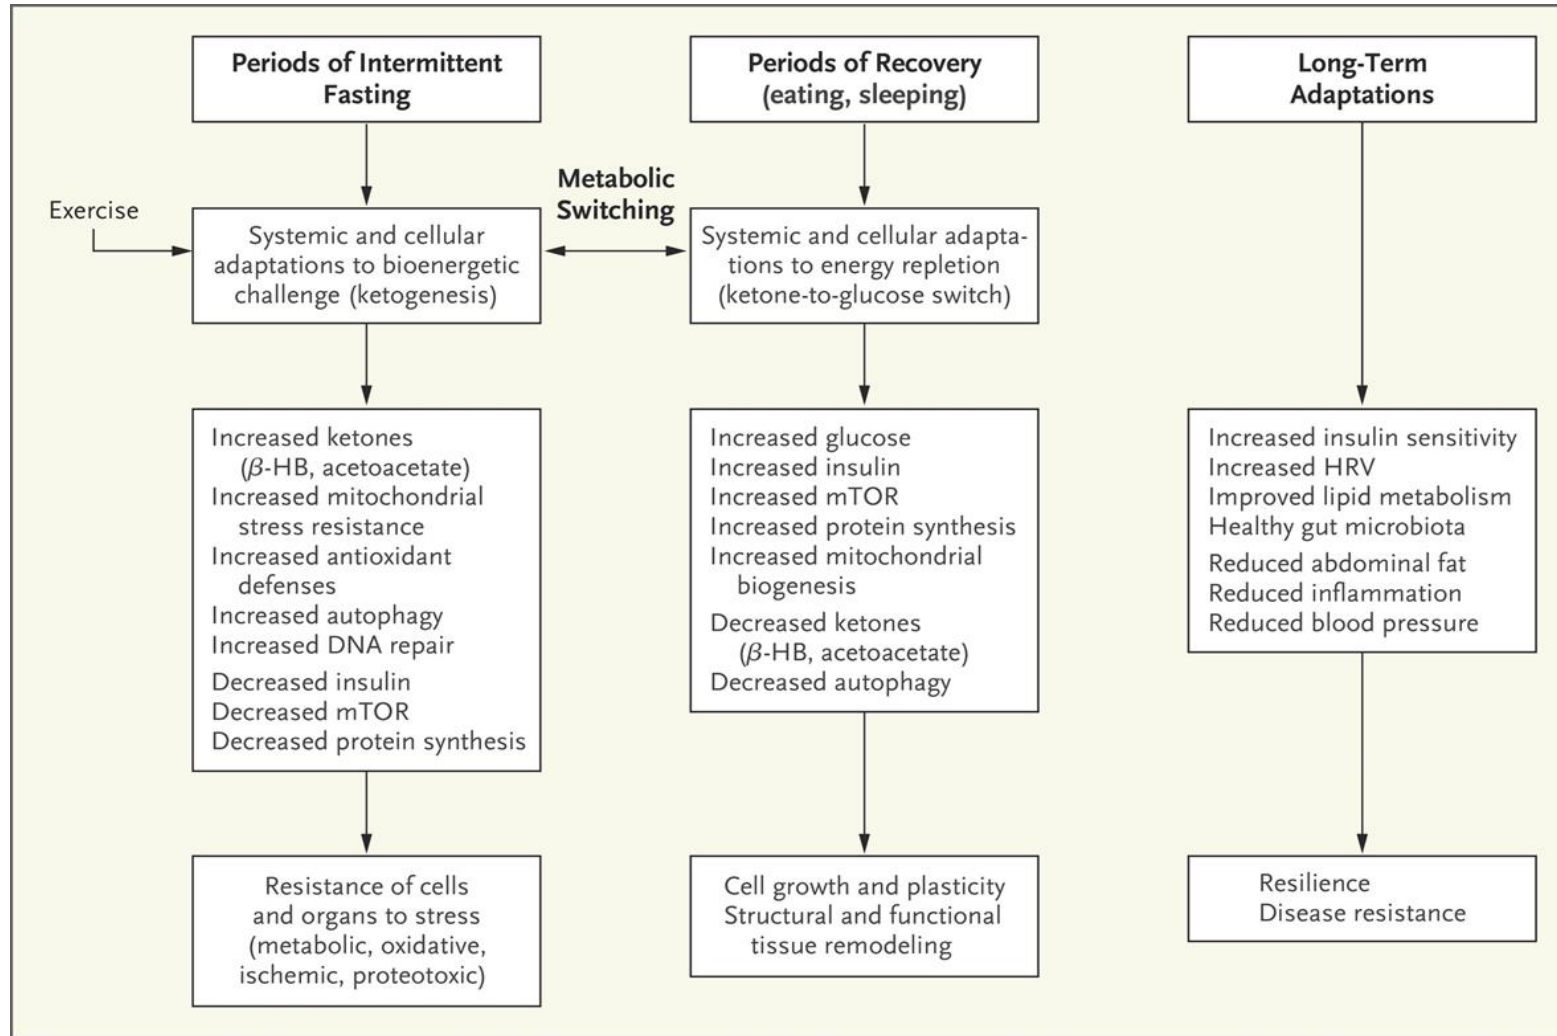 Periods of Intermittent
Fasting
Exercise
Systemic and cellular
adaptations to bioenergetic
challenge (ketogenesis)
Increased ketones
(β-HB, acetoacetate)
Increased mitochondrial
stress resistance
Increased antioxidant
defenses
Increased autophagy
Increased DNA repair
Decreased insulin
Decreased mTOR
Decreased protein synthesis
Resistance of cells
and organs to stress
(metabolic, oxidative,
ischemic, proteotoxic)
Metabolic
Switching
Periods of Recovery
(eating, sleeping)
Systemic and cellular adapta-
tions to energy repletion
(ketone-to-glucose switch)
Increased glucose
Increased insulin
Increased mTOR
Increased protein synthesis
Increased mitochondrial
biogenesis
Decreased ketones
(β-HB, acetoacetate)
Decreased autophagy
Cell growth and plasticity
Structural and functional
tissue remodeling
Long-Term
Adaptations
Increased insulin sensitivity
Increased HRV
Improved lipid metabolism
Healthy gut microbiota
Reduced abdominal fat
Reduced inflammation
Reduced blood pressure
Resilience
Disease resistance